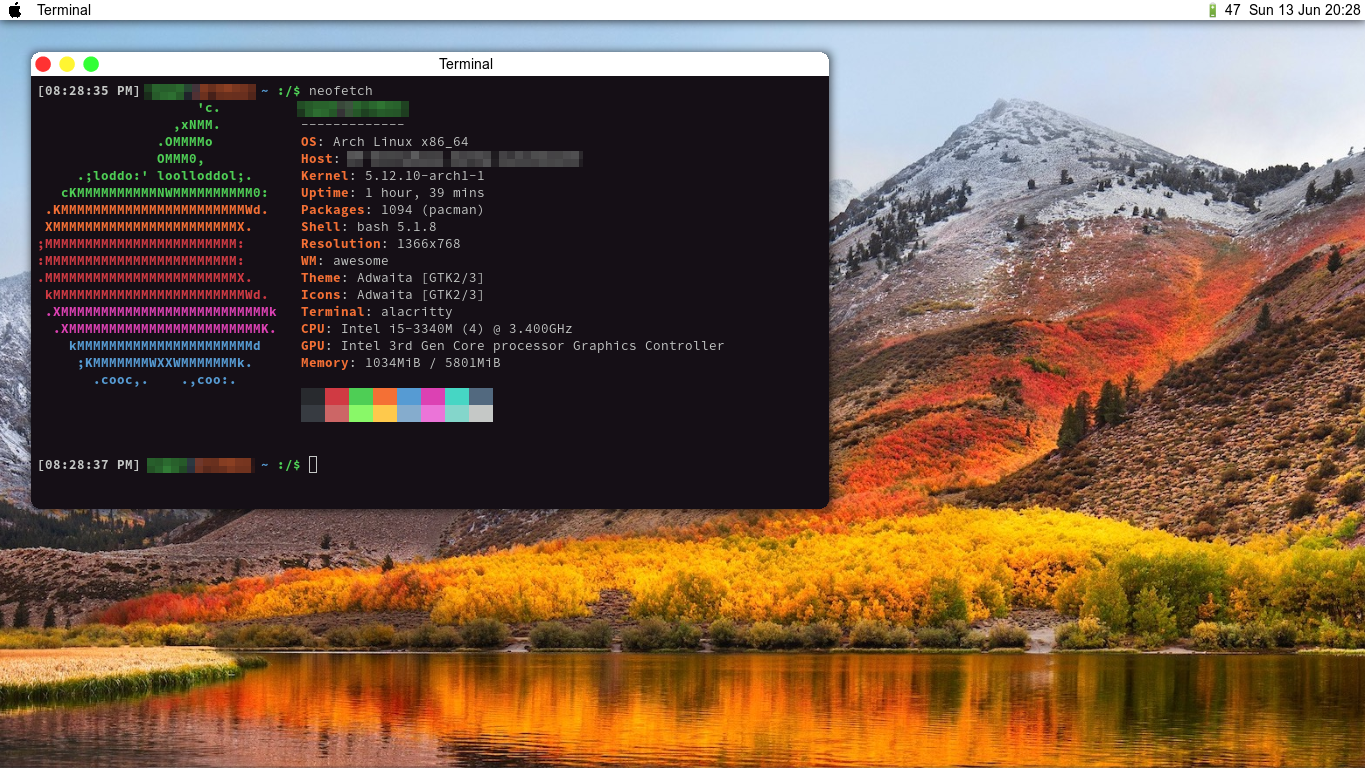 Terminal 47 Sun 13 Jun 20:28
Terminal
[08:28:35 PM] ~ :/$ neofetch
'c.
,xNMM. -------------
.OMMMMo OS: Arch Linux x86_64
OMMM0, Host:
.;loddo:' loolloddol;. Kernel: 5.12.10-arch1-1
cKMMMMMMMMMMNWMMMMMMMMMM0: Uptime: 1 hour, 39 mins
.KMMMMMMMMMMMMMMMMMMMMMMMWd. Packages: 1094 (pacman)
XMMMMMMMMMMMMMMMMMMMMMMMX. Shell: bash 5.1.8
;MMMMMMMMMMMMMMMMMMMMMMMM: Resolution: 1366x768
:MMMMMMMMMMMMMMMMMMMMMMMM: WM: awesome
.MMMMMMMMMMMMMMMMMMMMMMMMX. Theme: Adwaita [GTK2/3]
kMMMMMMMMMMMMMMMMMMMMMMMMWd. Icons: Adwaita [GTK2/3]
.XMMMMMMMMMMMMMMMMMMMMMMMMMMk Terminal: alacritty
.XMMMMMMMMMMMMMMMMMMMMMMMMK. CPU: Intel i5-3340M (4) @ 3.400GHz
kMMMMMMMMMMMMMMMMMMMMMMd GPU: Intel 3rd Gen Core processor Graphics Controller
;KMMMMMMMWXXWMMMMMMMk. Memory: 1034MiB / 5801MiB
.cooc,. .,coo:.
[08:28:37 PM] ~ :/$